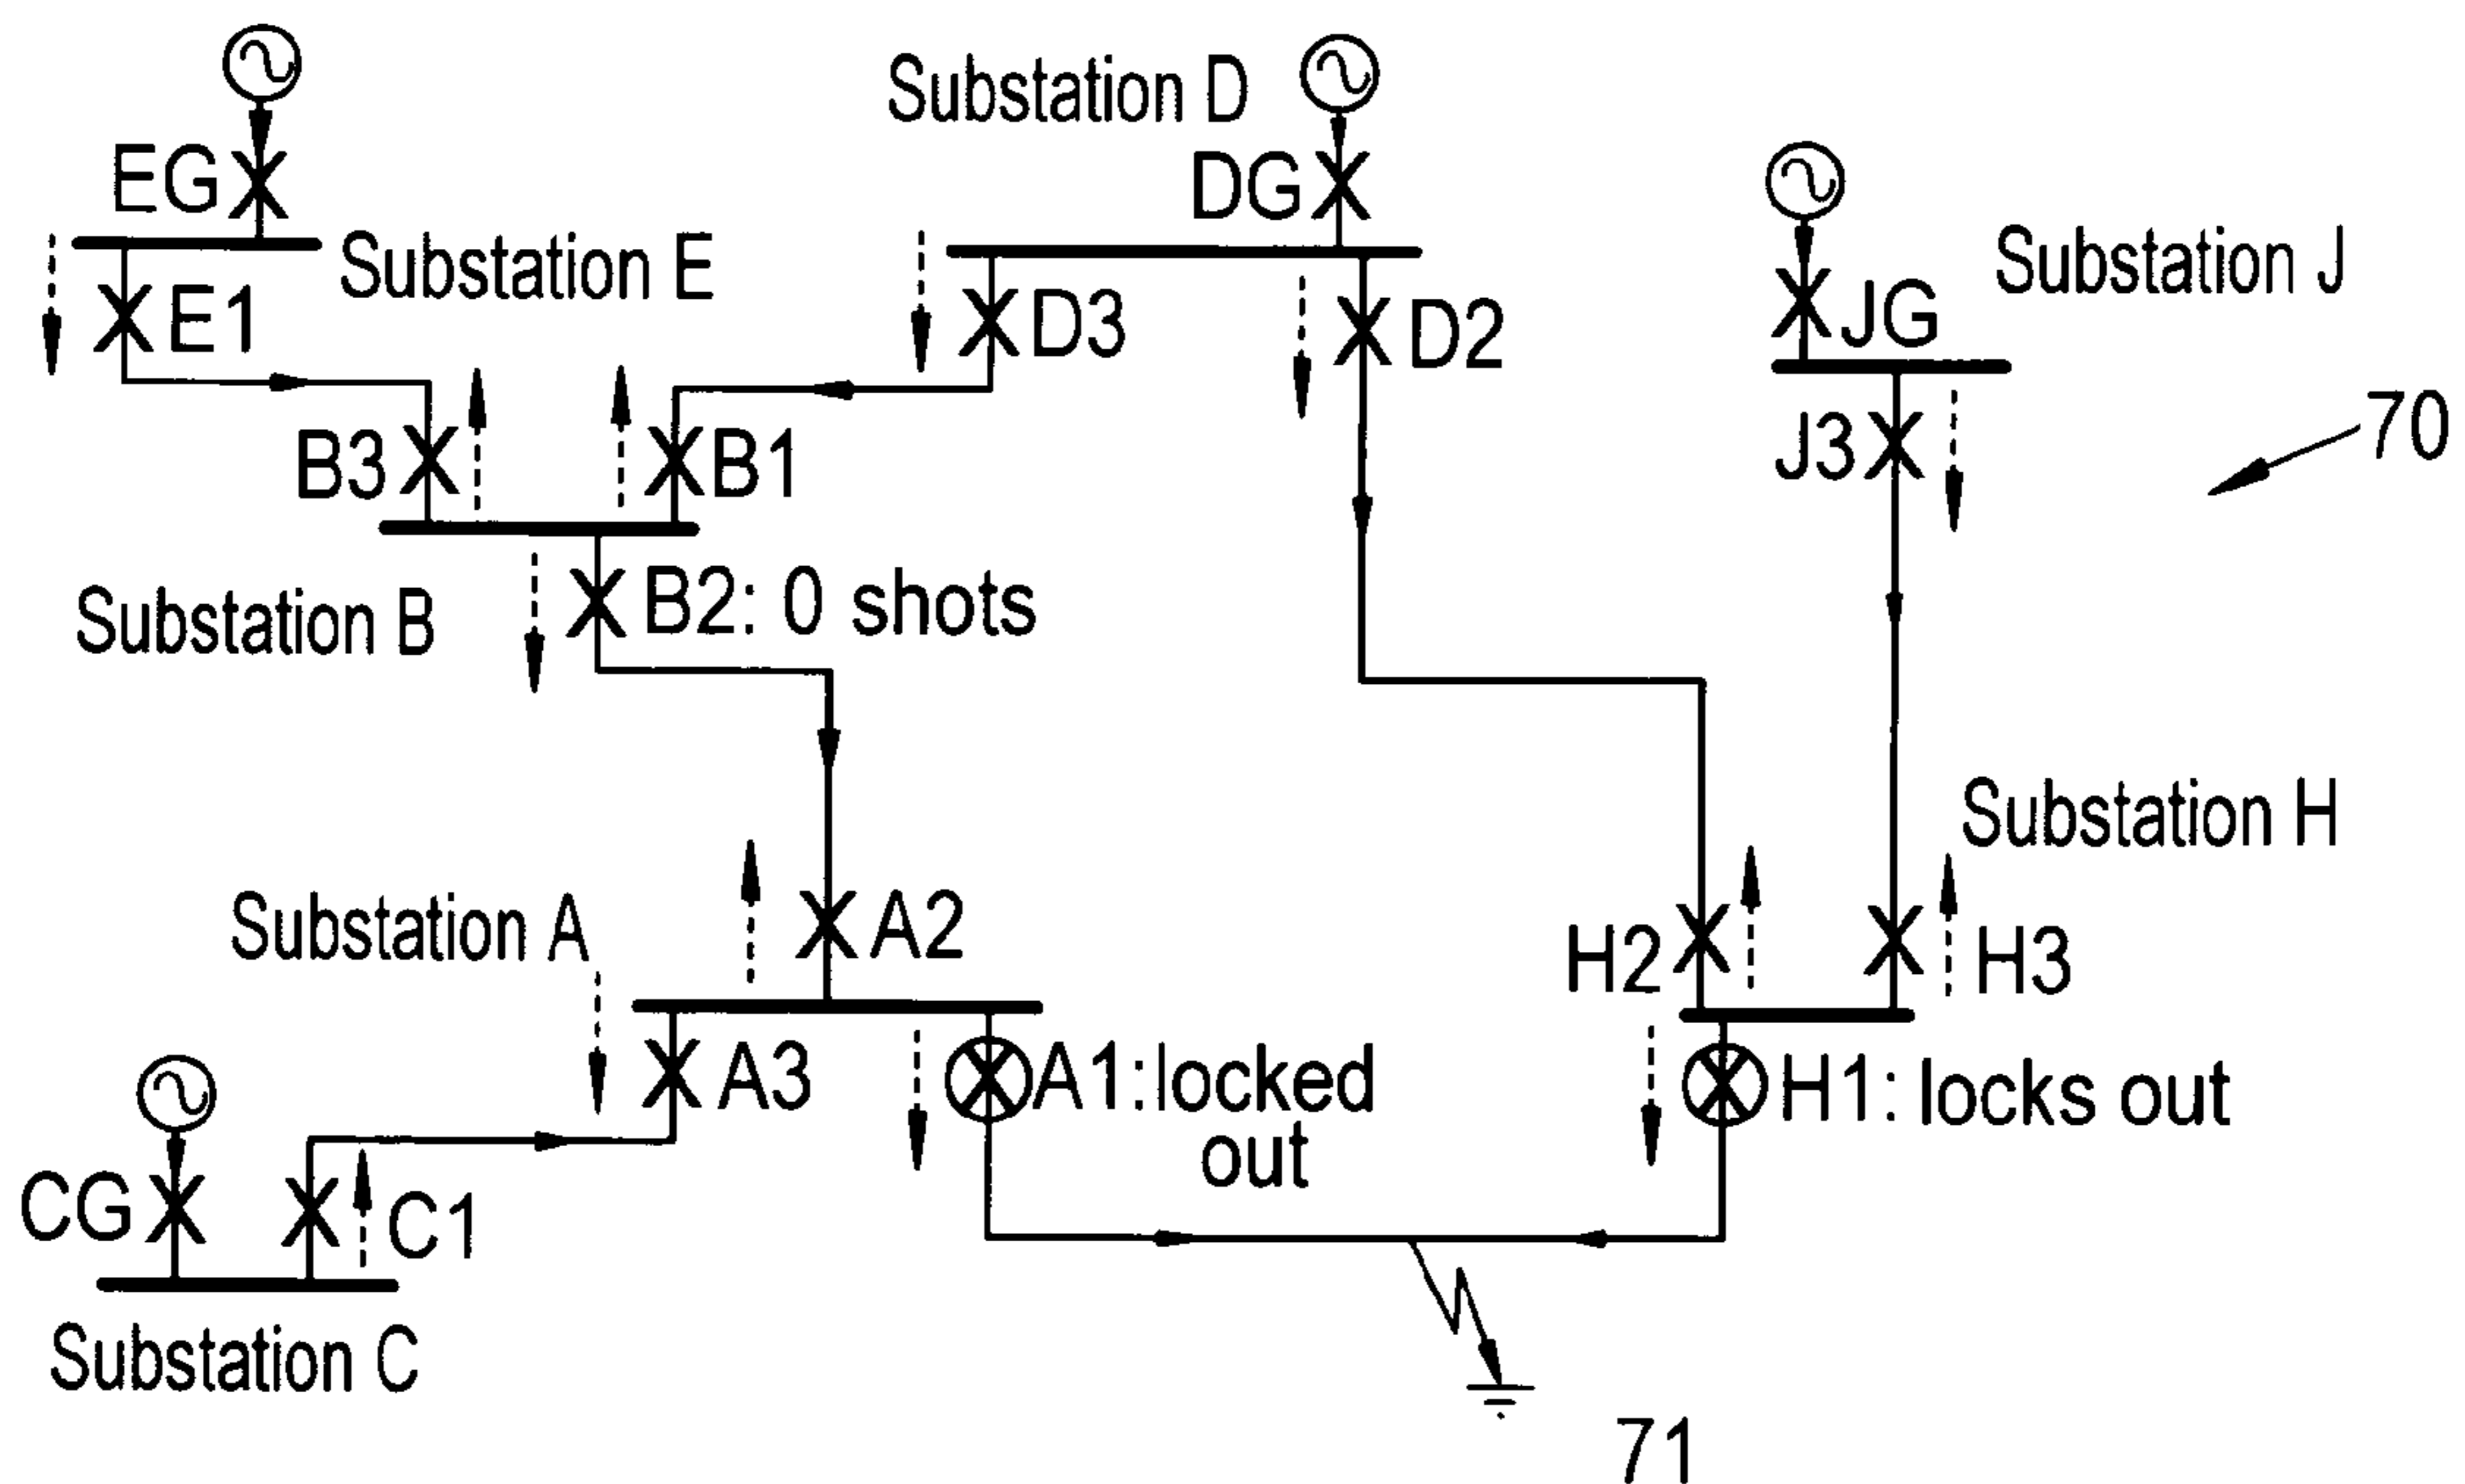 Substation D
EG
DG
Substation E
Substation J
E1
D3
D2
JG
70
B3
B1
J3
B2: 0 shots
Substation B
Substation H
Substation A
A2
H2
H3
A3
A1:locked
out
H1: locks out
CG
C1
Substation C
71